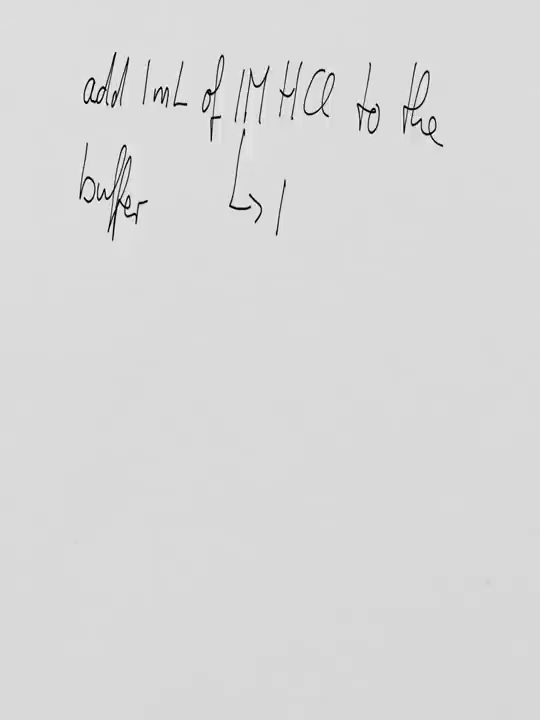 add 1mL of 1M HCl to the
buffer ↳ 1